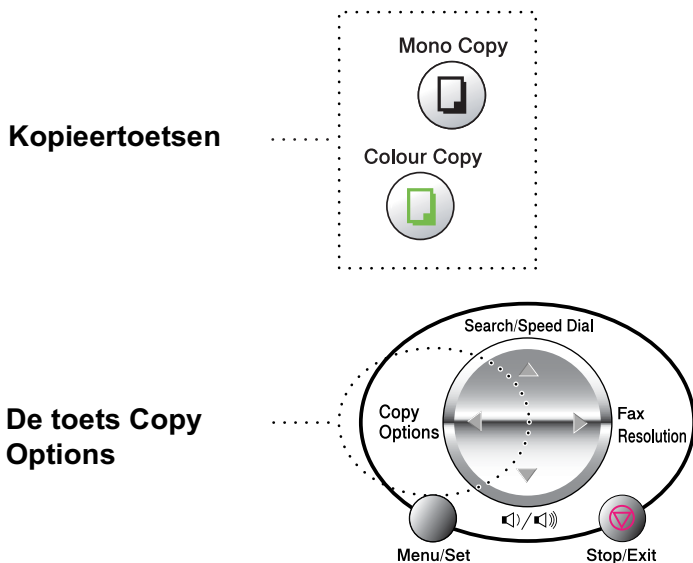 Mono Copy
Kopieertoetsen
Colour Copy
Search/Speed Dial
De toets Copy
Options
Copy
Options
Fax
Resolution
Menu/Set
Stop/Exit